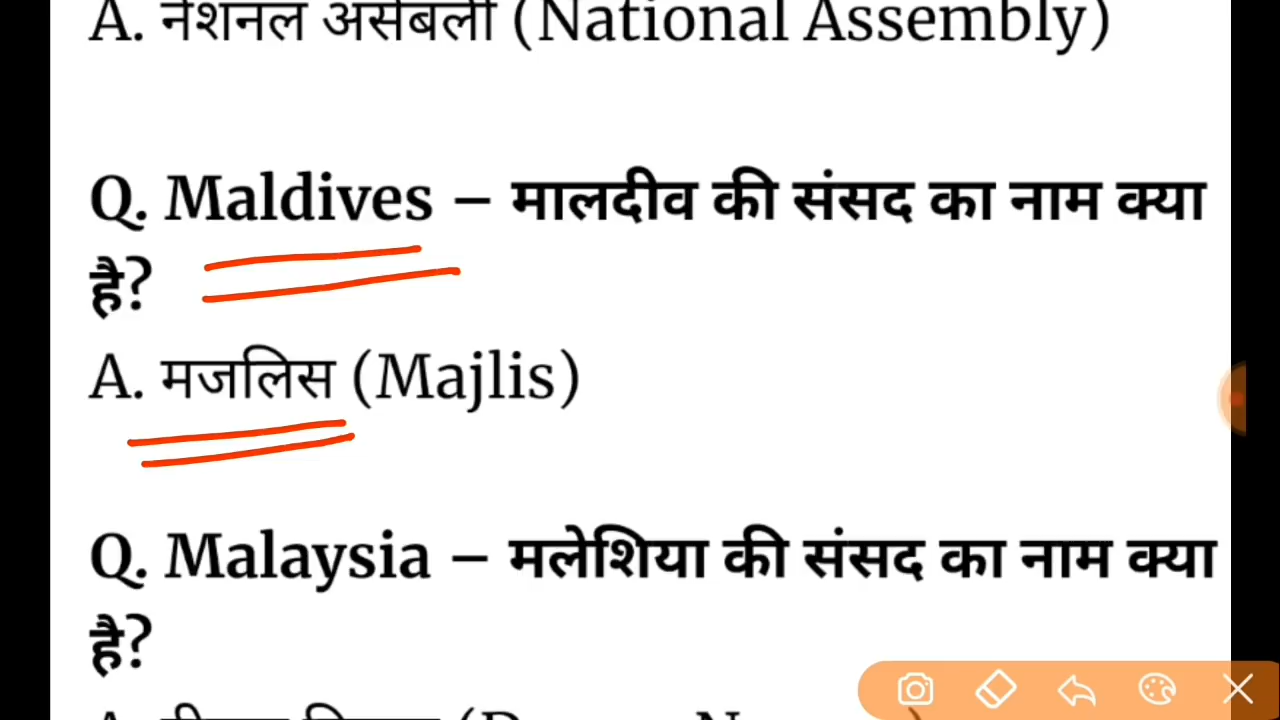 A. नेशनल असेंबली (National Assembly)
Q. Maldives – मालदीव की संसद का नाम क्या
है?
A. मजलिस (Majlis)
Q. Malaysia – मलेशिया की संसद का नाम क्या
है?